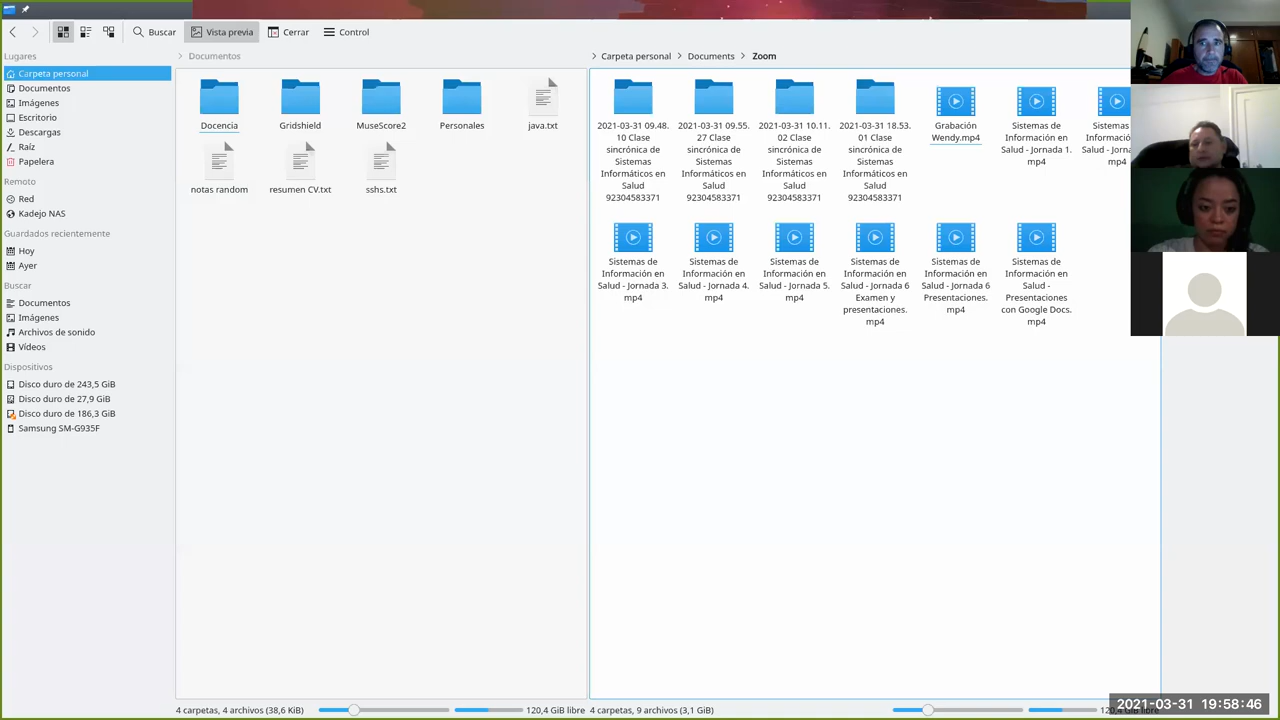 Buscar
Vista previa
Cerrar
Control
Lugares
Carpeta personal
Documentos
Imágenes
Escritorio
Descargas
Raíz
Papelera
Remoto
Red
Kadejo NAS
Guardados recientemente
Hoy
Ayer
Buscar
Documentos
Imágenes
Archivos de sonido
Vídeos
Dispositivos
Disco duro de 243,5 GiB
Disco duro de 27,9 GiB
Disco duro de 186,3 GiB
Samsung SM-G935F
Documentos
Docencia
Gridshield
MuseScore2
Personales
java.txt
notas random
resumen CV.txt
sshs.txt
4 carpetas, 4 archivos (38,6 KiB)
120,4 GiB libre
Carpeta personal
Documents
Zoom
2021-03-31 09.48.
10 Clase
sincrónica de
Sistemas
Informáticos en
Salud
92304583371
2021-03-31 09.55.
27 Clase
sincrónica de
Sistemas
Informáticos en
Salud
92304583371
2021-03-31 10.11.
02 Clase
sincrónica de
Sistemas
Informáticos en
Salud
92304583371
2021-03-31 18.53.
01 Clase
sincrónica de
Sistemas
Informáticos en
Salud
92304583371
Grabación
Wendy.mp4
Sistemas de
Información en
Salud - Jornada 1.
mp4
Sistemas
Informació
Salud - Jorn
mp4
Sistemas de
Información en
Salud - Jornada 3.
mp4
Sistemas de
Información en
Salud - Jornada 4.
mp4
Sistemas de
Información en
Salud - Jornada 5.
mp4
Sistemas de
Información en
Salud - Jornada 6
Examen y
presentaciones.
mp4
Sistemas de
Información en
Salud - Jornada 6
Presentaciones.
mp4
Sistemas de
Información en
Salud -
Presentaciones
con Google Docs.
mp4
4 carpetas, 9 archivos (3,1 GiB)
2021-03-31 19:58:46